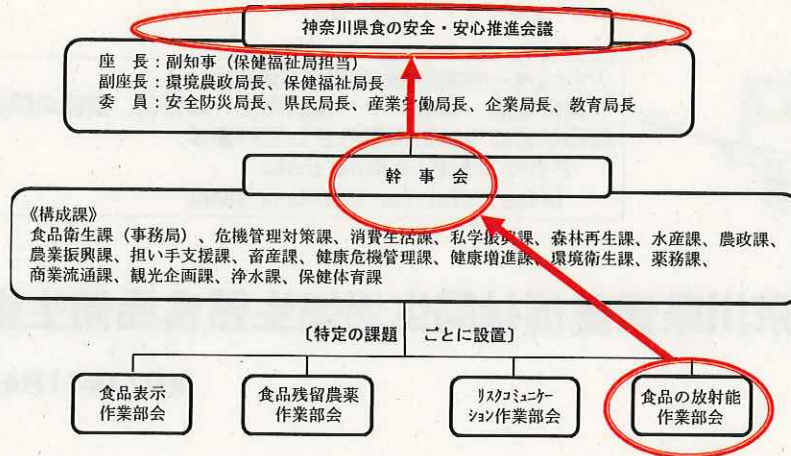 神奈川県食の安全・安心推進会議
座　長：副知事（保健福祉局担当）
副座長：環境農政局長、保健福祉局長
委　員：安全防災局長、県民局長、産業労働局長、企業局長、教育局長
幹　事　会
《構成課》
食品衛生課（事務局）、危機管理対策課、消費生活課、私学振興課、森林再生課、水産課、農政課、
農業振興課、担い手支援課、畜産課、健康危機管理課、健康増進課、環境衛生課、薬務課、
商業流通課、観光企画課、浄水課、保健体育課
〔特定の課題　ごとに設置〕
食品表示
作業部会
食品残留農薬
作業部会
リスクコミュニケー
ション作業部会
食品の放射能
作業部会